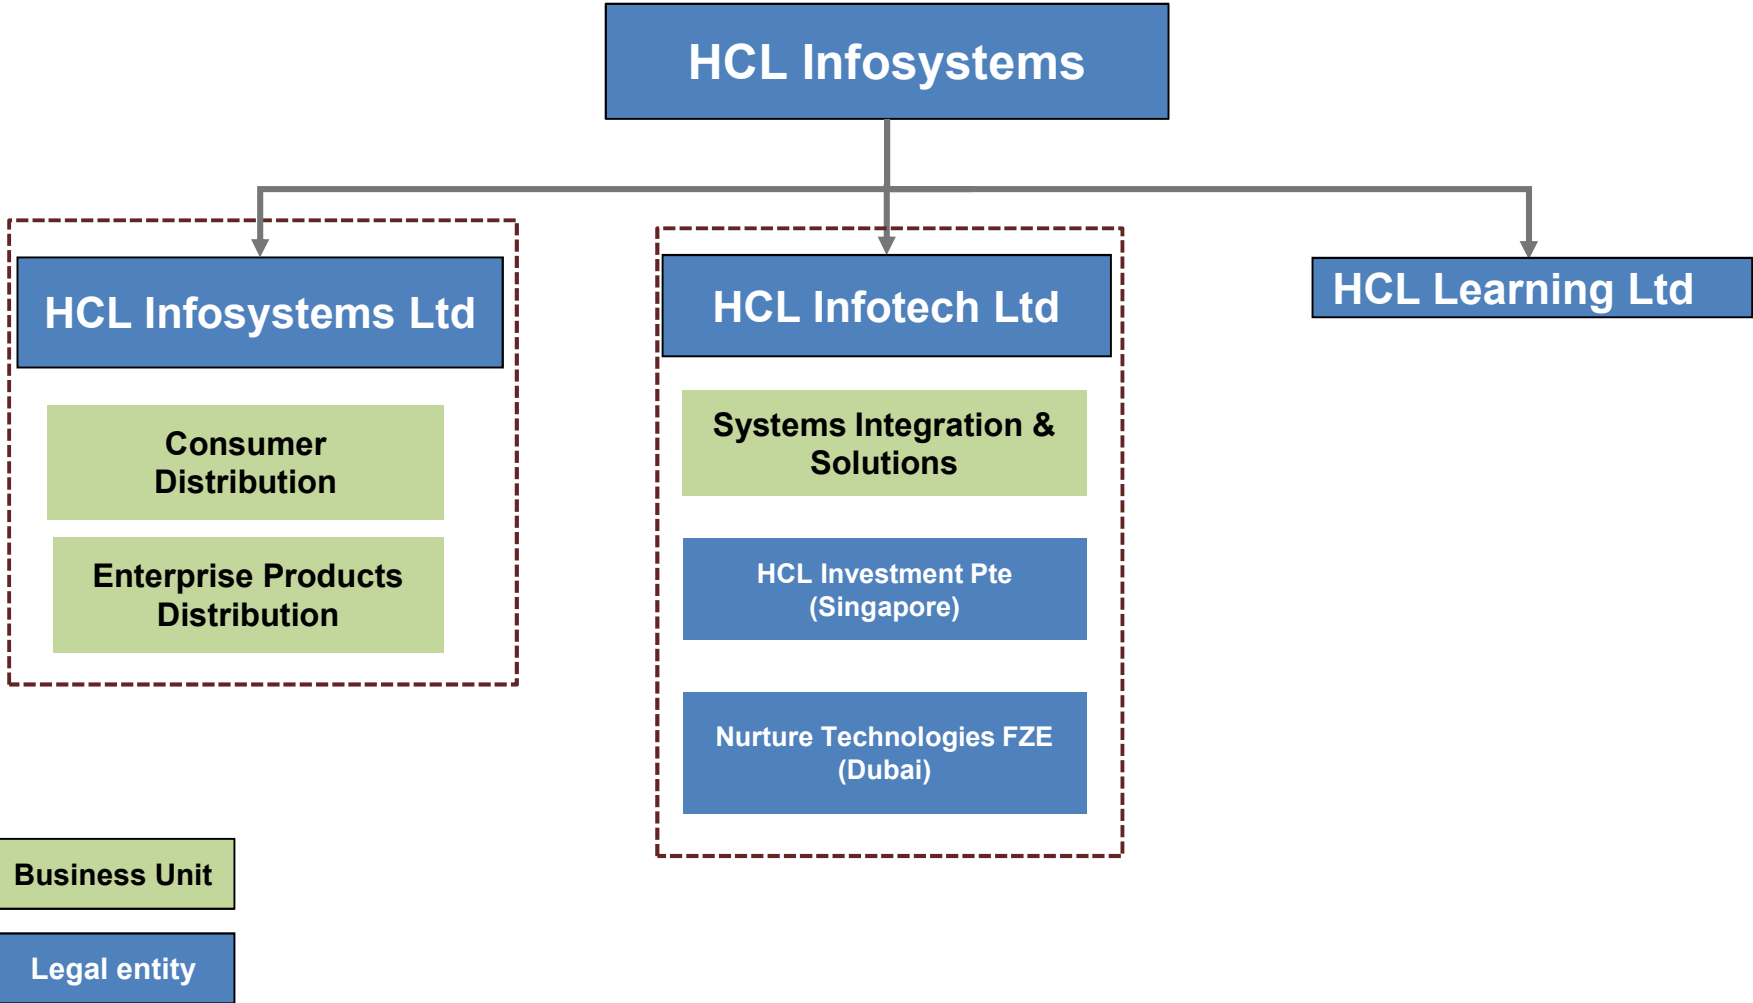 HCL Infosystems
HCL Infosystems Ltd
Consumer
Distribution
Enterprise Products
Distribution
HCL Infotech Ltd
Systems Integration &
Solutions
HCL Investment Pte
(Singapore)
Nurture Technologies FZE
(Dubai)
HCL Learning Ltd
Business Unit
Legal entity